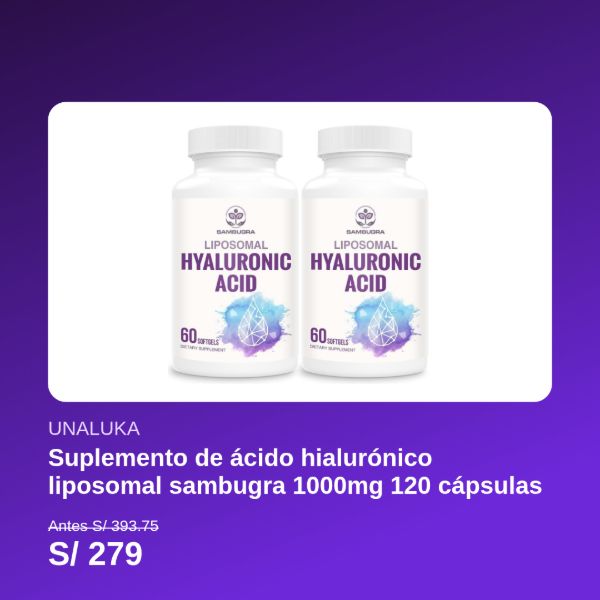 SAMBUGRA
LIPOSOMAL
HYALURONIC
ACID
60 SOFTGELS
DIETARY SUPPLEMENT
SAMBUGRA
LIPOSOMAL
HYALURONIC
ACID
60 SOFTGELS
DIETARY SUPPLEMENT
UNALUKA
Suplemento de ácido hialurónico
liposomal sambugra 1000mg 120 cápsulas
Antes S/ 393.75
S/ 279